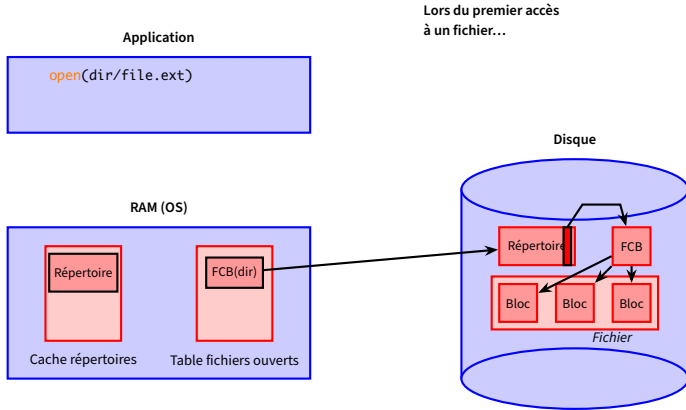 Lors du premier accès
à un fichier…
Application
open(dir/file.ext)
Disque
RAM (OS)
Répertoire
FCB
Répertoire
FCB(dir)
Bloc
Bloc
Bloc
Fichier
Cache répertoires
Table fichiers ouverts